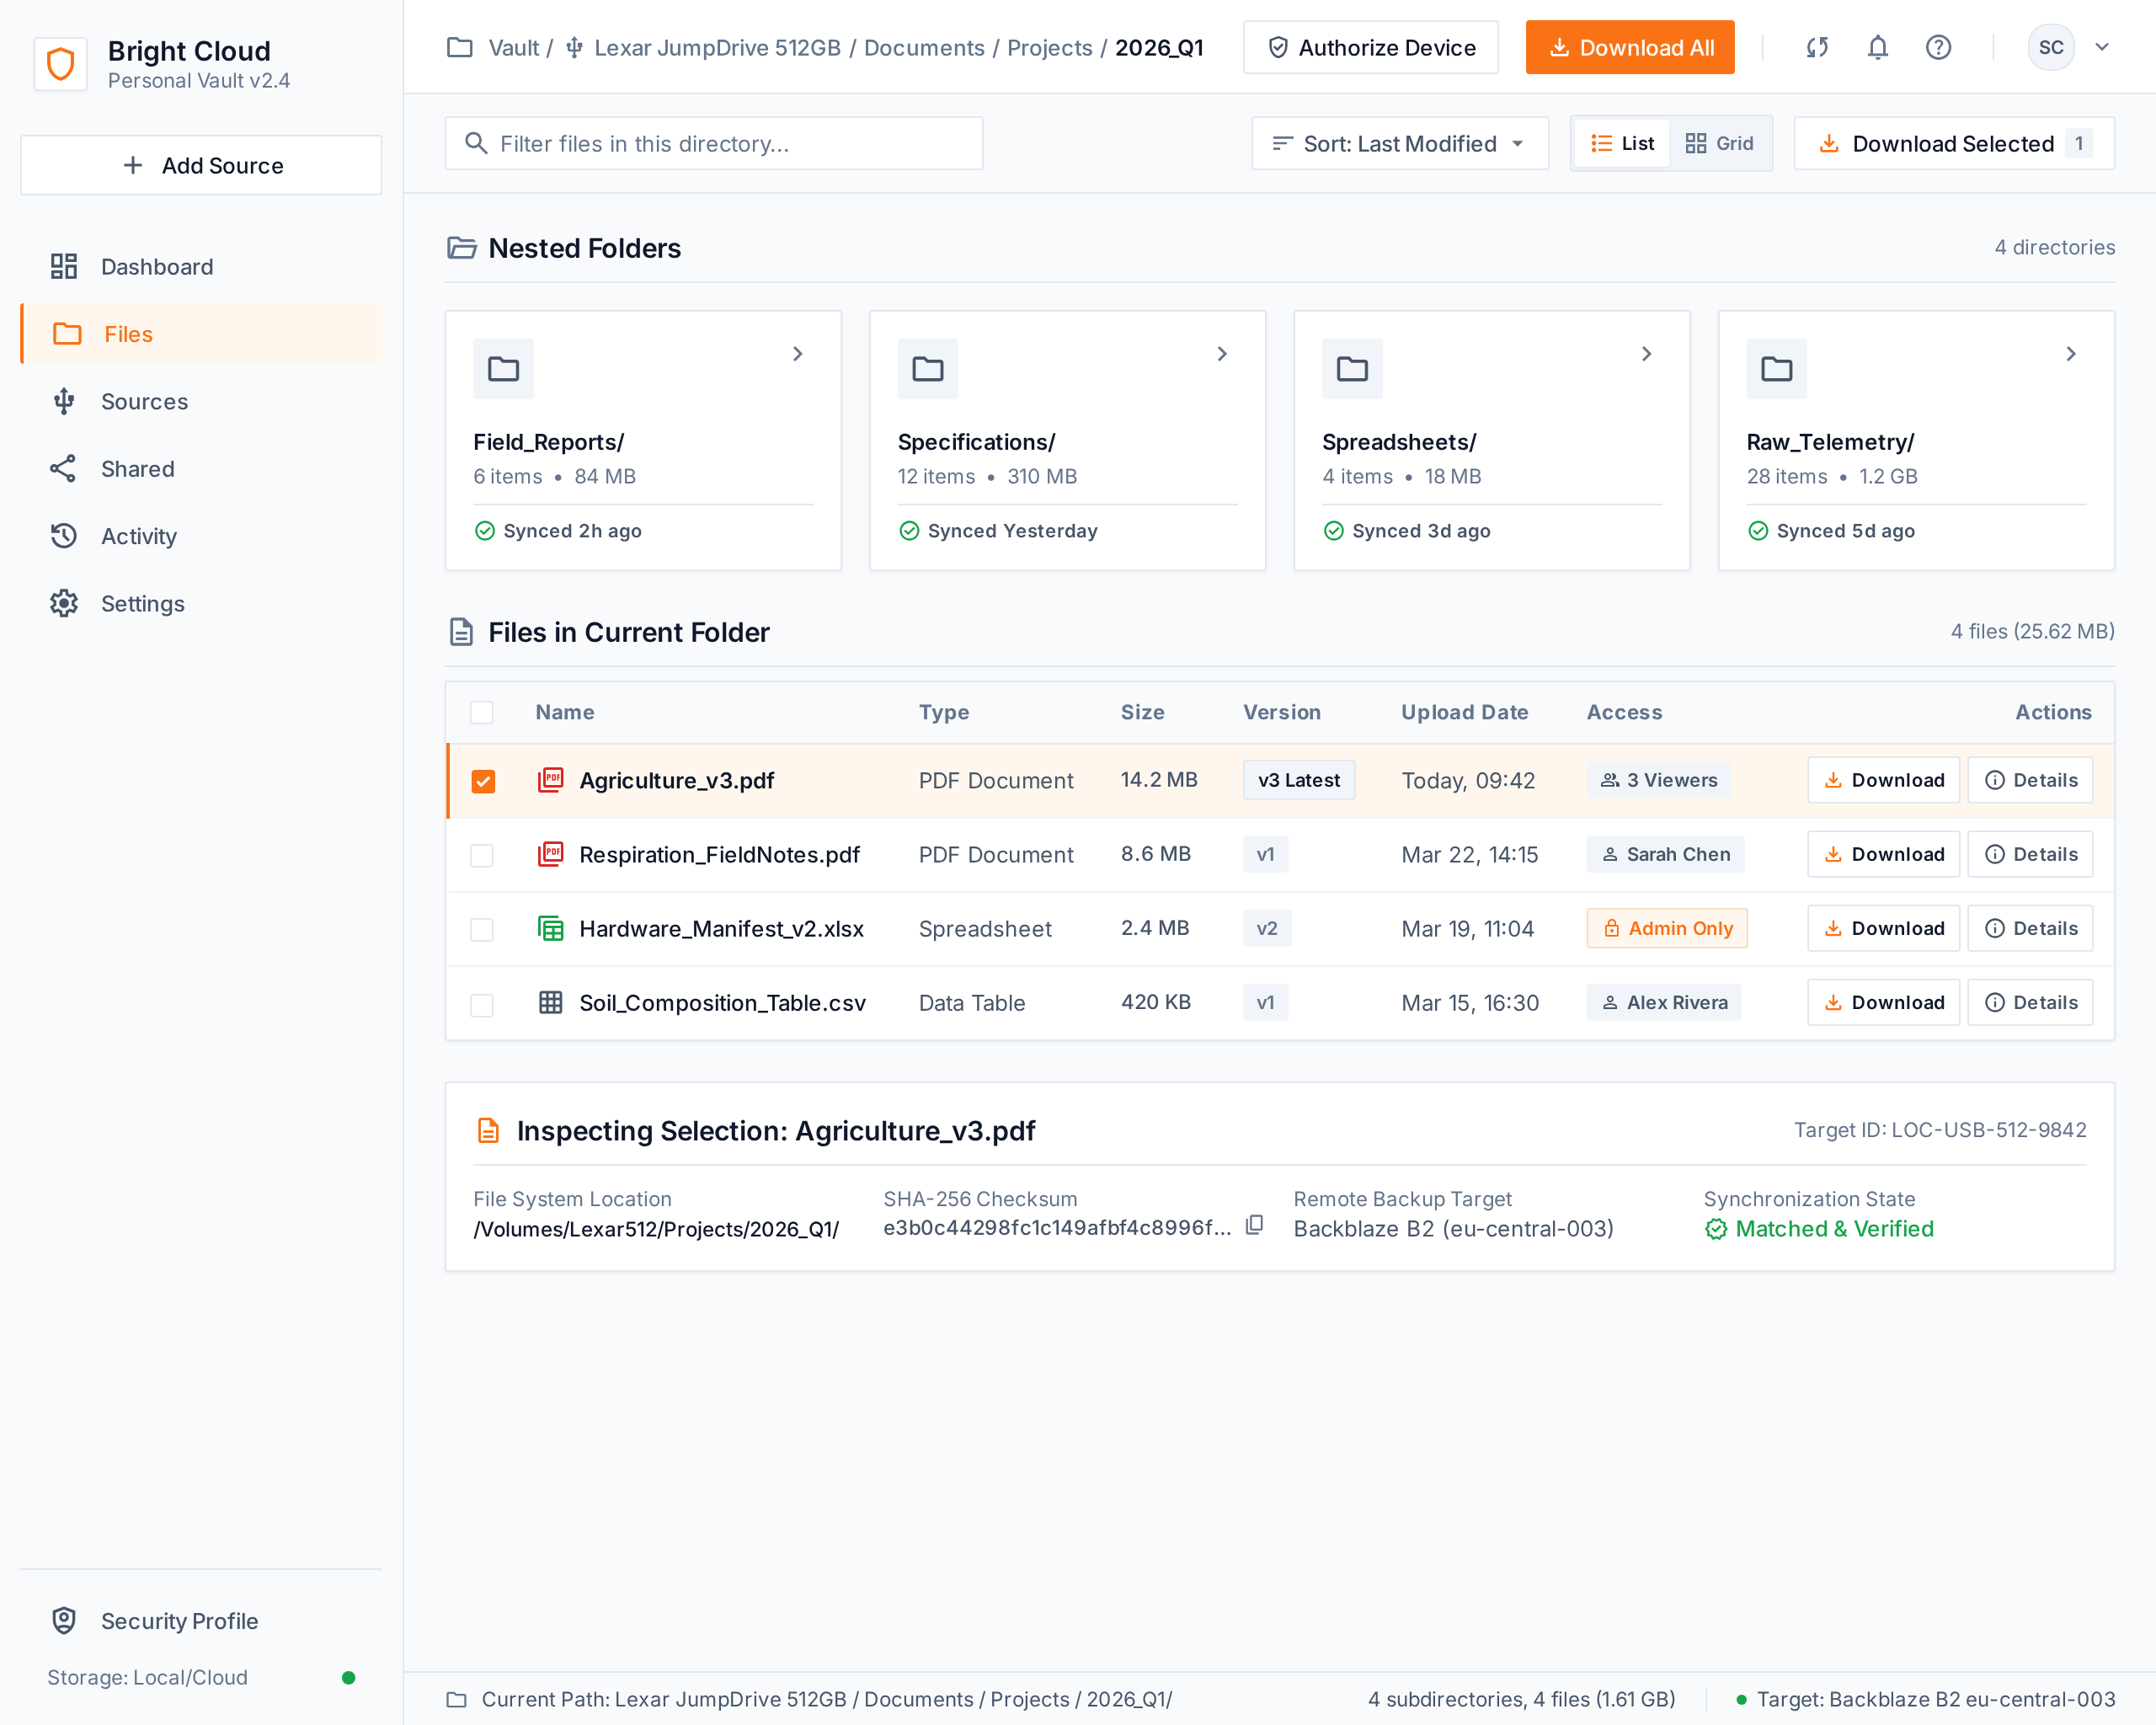 Bright Cloud
Personal Vault v2.4
Add Source
Dashboard
Files
Sources
Shared
Activity
Settings
Security Profile
Storage: Local/Cloud
Vault / Lexar JumpDrive 512GB / Documents / Projects / 2026_Q1
Authorize Device
Download All
SC
Filter files in this directory...
Sort: Last Modified
List
Grid
Download Selected 1
Nested Folders
4 directories
Field_Reports/
6 items • 84 MB
Synced 2h ago
Specifications/
12 items • 310 MB
Synced Yesterday
Spreadsheets/
4 items • 18 MB
Synced 3d ago
Raw_Telemetry/
28 items • 1.2 GB
Synced 5d ago
Files in Current Folder
4 files (25.62 MB)
Name Type Size Version Upload Date Access Actions
Agriculture_v3.pdf PDF Document 14.2 MB v3 Latest Today, 09:42 3 Viewers Download Details
Respiration_FieldNotes.pdf PDF Document 8.6 MB v1 Mar 22, 14:15 Sarah Chen Download Details
Hardware_Manifest_v2.xlsx Spreadsheet 2.4 MB v2 Mar 19, 11:04 Admin Only Download Details
Soil_Composition_Table.csv Data Table 420 KB v1 Mar 15, 16:30 Alex Rivera Download Details
Inspecting Selection: Agriculture_v3.pdf
Target ID: LOC-USB-512-9842
File System Location
/Volumes/Lexar512/Projects/2026_Q1/
SHA-256 Checksum
e3b0c44298fc1c149afbf4c8996f...
Remote Backup Target
Backblaze B2 (eu-central-003)
Synchronization State
Matched & Verified
Current Path: Lexar JumpDrive 512GB / Documents / Projects / 2026_Q1/
4 subdirectories, 4 files (1.61 GB)
Target: Backblaze B2 eu-central-003